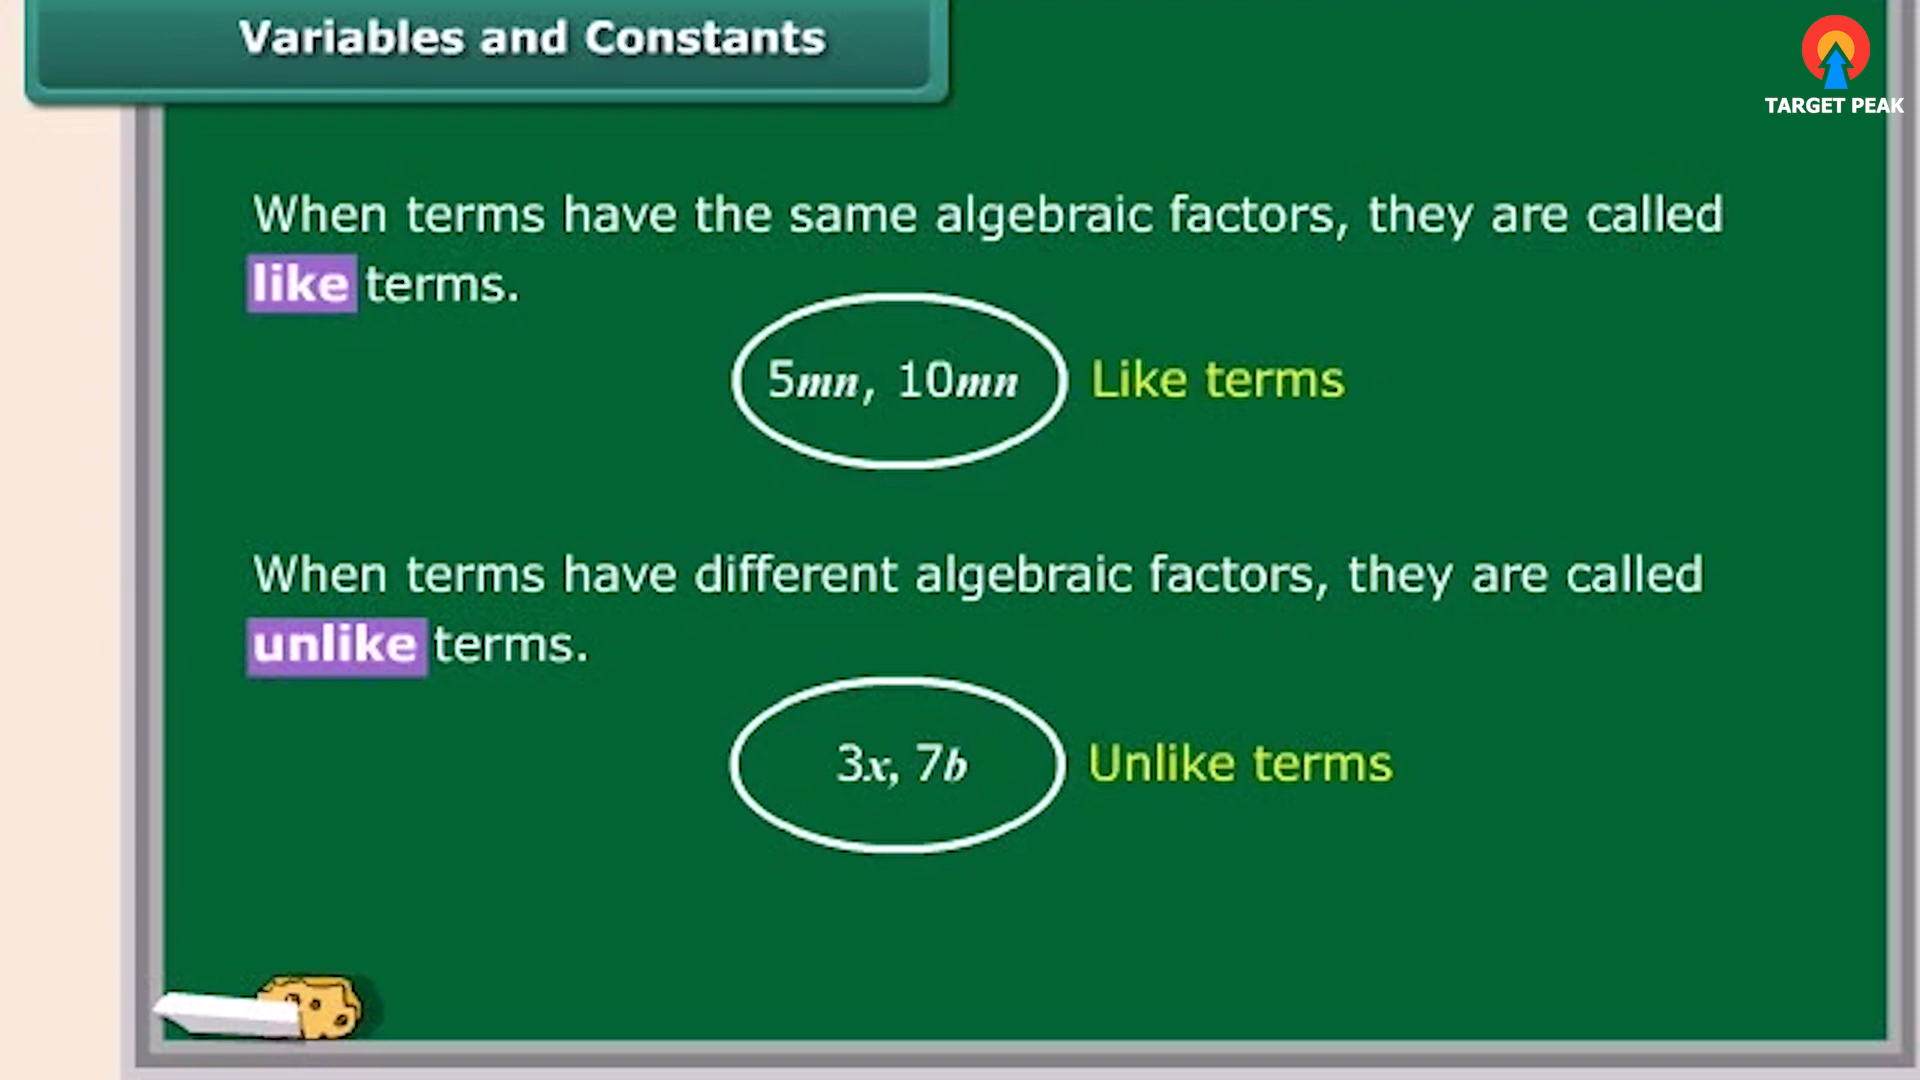 Variables and Constants
TARGET PEAK
When terms have the same algebraic factors, they are called
like terms.
5mn, 10mn Like terms
When terms have different algebraic factors, they are called
unlike terms.
3x, 7b Unlike terms